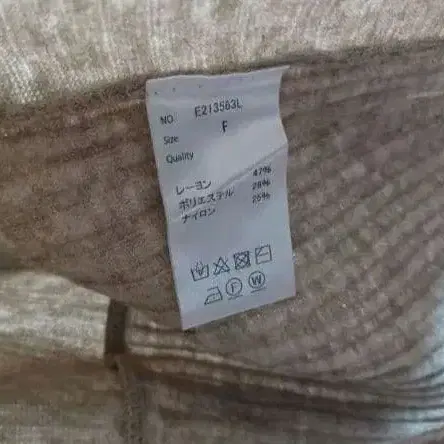 NO E213563L
Size F
Quality
レーヨン 47%
ポリエステル 28%
ナイロン 25%
F W